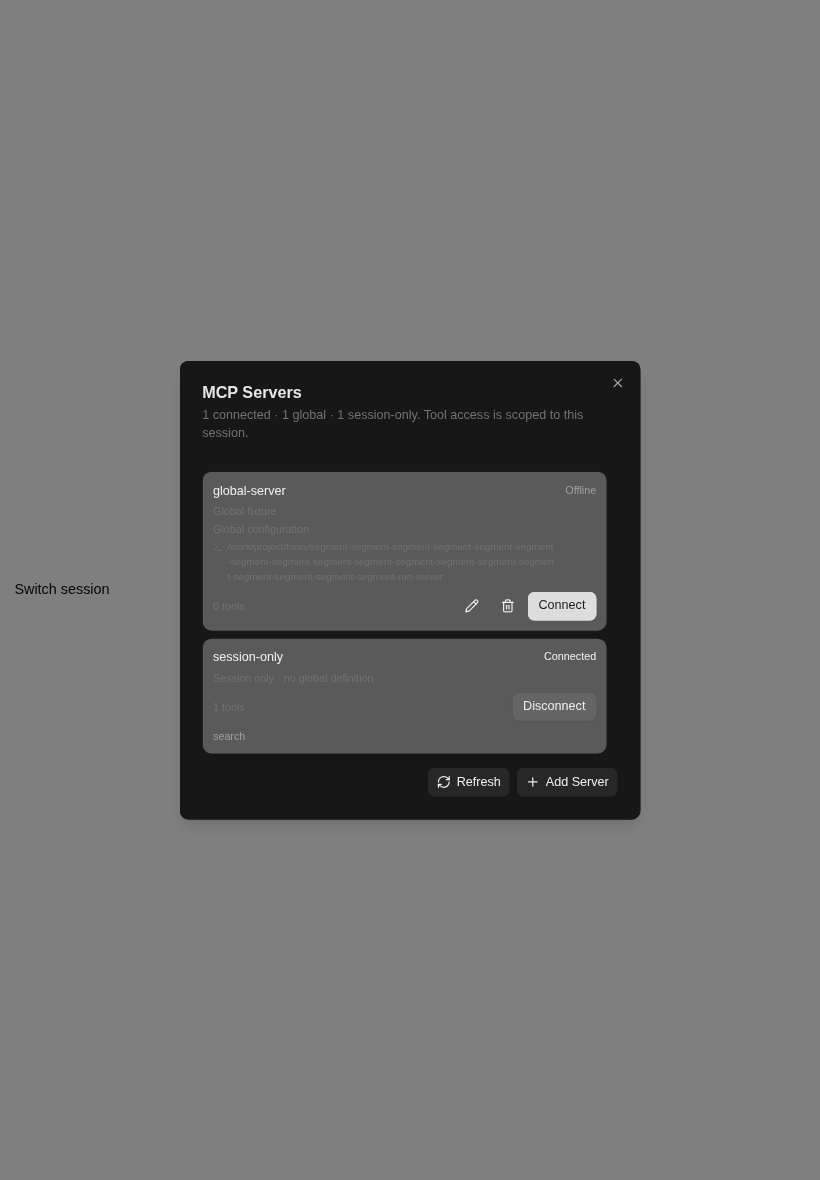 MCP Servers
1 connected · 1 global · 1 session-only. Tool access is scoped to this
session.
global-server
Offline
Global fixture
Global configuration
/work/project/tools/segment-segment-segment-segment-segment-segment
-segment-segment-segment-segment-segment-segment-segment-segmen
t-segment-segment-segment-segment-run-server
0 tools
Connect
Switch session
session-only
Connected
Session only · no global definition
1 tools
Disconnect
search
Refresh
Add Server